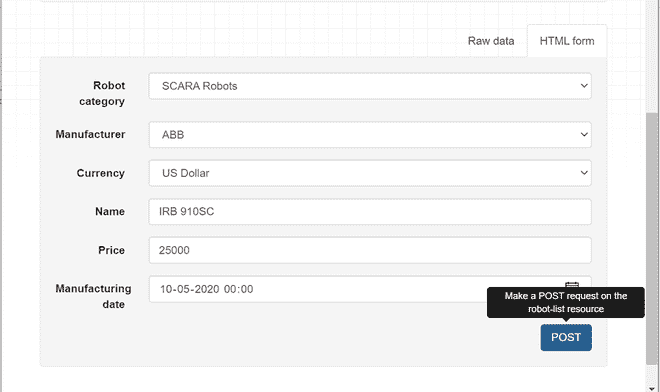 Raw data HTML form
Robot category SCARA Robots
Manufacturer ABB
Currency US Dollar
Name IRB 910SC
Price 25000
Manufacturing date 10-05-2020 00:00
Make a POST request on the
robot-list resource
POST